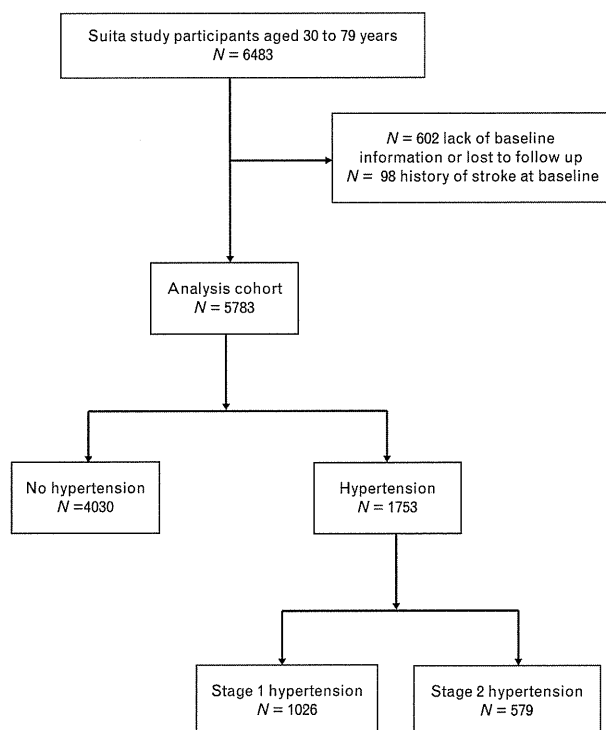 Suita study participants aged 30 to 79 years
N = 6483
N = 602 lack of baseline
information or lost to follow up
N = 98 history of stroke at baseline
Analysis cohort
N = 5783
No hypertension
N =4030
Hypertension
N = 1753
Stage 1 hypertension
N = 1026
Stage 2 hypertension
N = 579